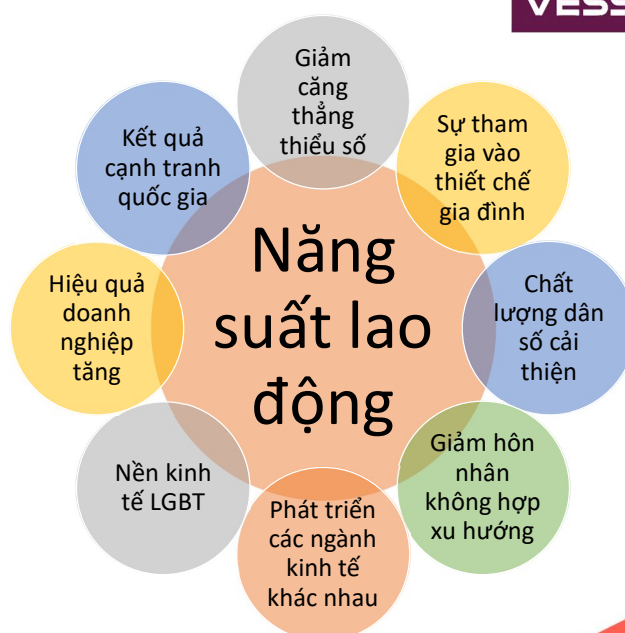 VESS
Giảm
căng
thẳng
thiểu số
Sự tham
gia vào
thiết chế
gia đình
Chất
lượng dân
số cải
thiện
Giảm hôn
nhân
không hợp
xu hướng
Phát triển
các ngành
kinh tế
khác nhau
Nền kinh
tế LGBT
Hiệu quả
doanh
nghiệp
tăng
Kết quả
cạnh tranh
quốc gia
Năng
suất lao
động